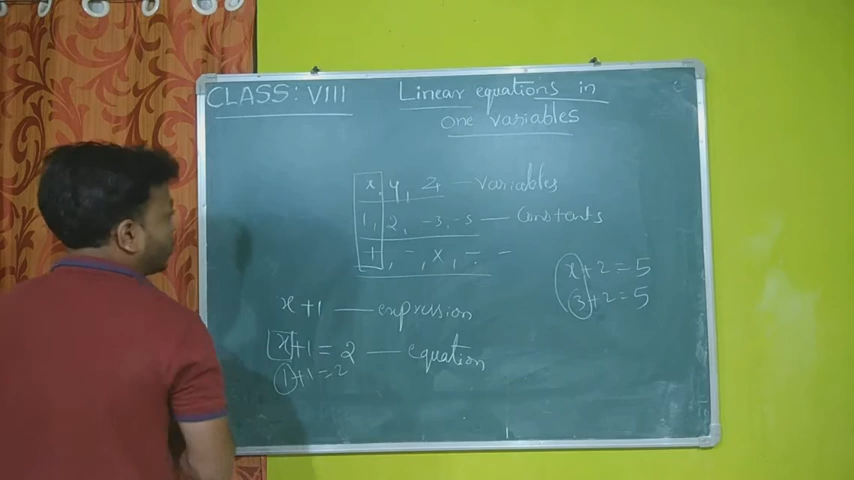 CLASS: VIII
Linear equations in
one variables
x, y, z, — variables
1, 2, -3, -5 — Constants
+, -, x, ÷ -
x + 2 = 5
3 + 2 = 5
x + 1 — expression
x + 1 = 2 — equation
1 + 1 = 2